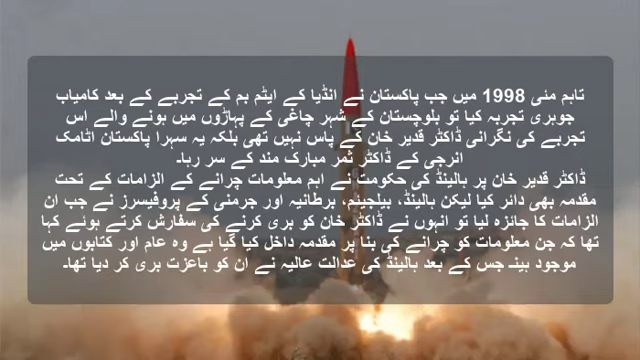 تاہم مئی 1998 میں جب پاکستان نے انڈیا کے ایٹم بم کے تجربے کے بعد کامیاب
جوہری تجربہ کیا تو بلوچستان کے شہر چاغی کے پہاڑوں میں ہونے والے اس
تجربے کی نگرانی ڈاکٹر قدیر خان کے پاس نہیں تھی بلکہ یہ سہرا پاکستان اٹامک
انرجی کے ڈاکٹر ثمر مبارک مند کے سر رہا۔
ڈاکٹر قدیر خان پر ہالینڈ کی حکومت نے اہم معلومات چرانے کے الزامات کے تحت
مقدمہ بھی دائر کیا لیکن ہالینڈ، بیلجیئم، برطانیہ اور جرمنی کے پروفیسرز نے جب ان
الزامات کا جائزہ لیا تو انہوں نے ڈاکٹر خان کو بری کرنے کی سفارش کرتے ہوئے کہا
تھا کہ جن معلومات کو چرانے کی بنا پر مقدمہ داخل کیا گیا ہے وہ عام اور کتابوں میں
موجود ہینـ جس کے بعد ہالینڈ کی عدالت عالیہ نے ان کو باعزت بری کر دیا تھا۔